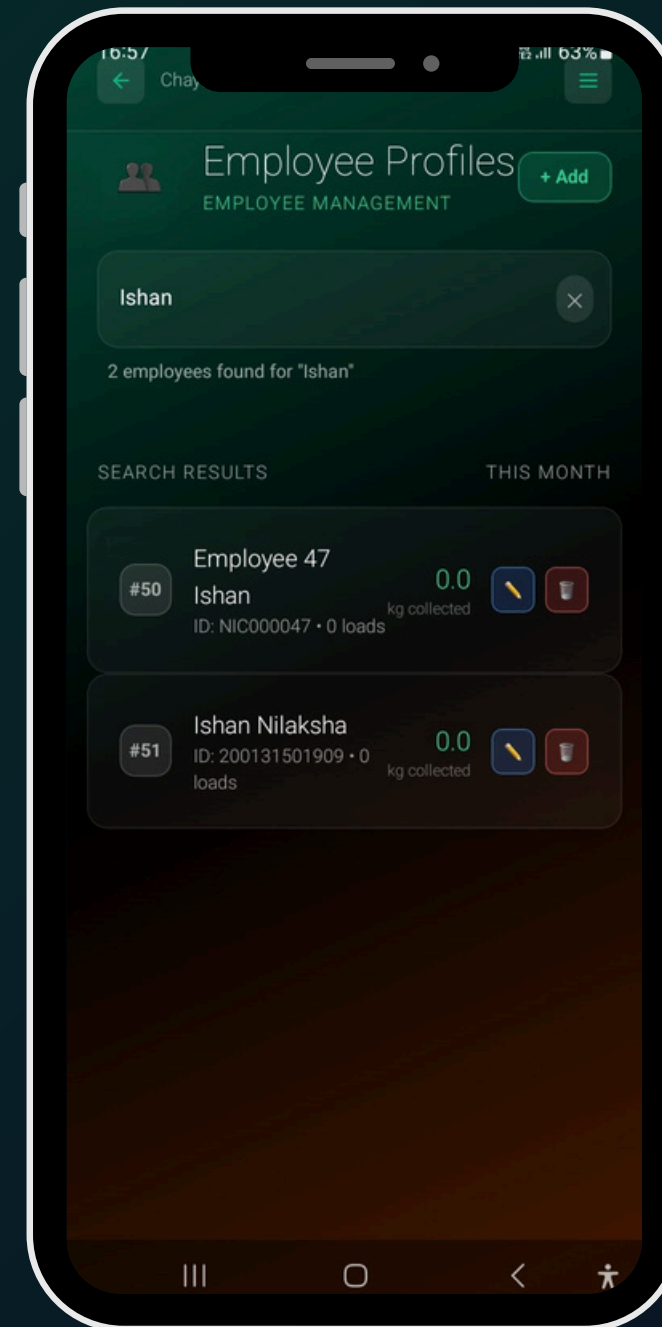 16:57 63%
Chay
Employee Profiles
+ Add
EMPLOYEE MANAGEMENT
Ishan
2 employees found for "Ishan"
SEARCH RESULTS THIS MONTH
#50
Employee 47
Ishan
ID: NIC000047 • 0 loads
0.0
kg collected
#51
Ishan Nilaksha
ID: 200131501909 • 0
loads
0.0
kg collected